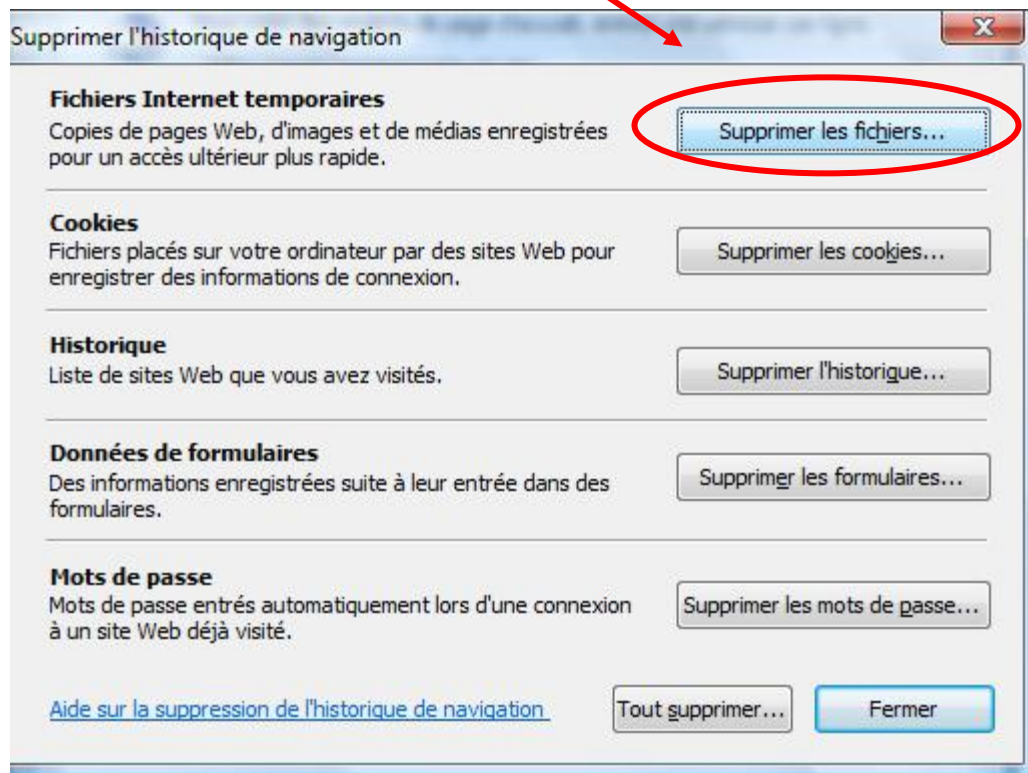 Supprimer l'historique de navigation
Fichiers Internet temporaires
Copies de pages Web, d'images et de médias enregistrées
pour un accès ultérieur plus rapide.
Supprimer les fichiers...
Cookies
Fichiers placés sur votre ordinateur par des sites Web pour
enregistrer des informations de connexion.
Supprimer les cookies...
Historique
Liste de sites Web que vous avez visités.
Supprimer l'historique...
Données de formulaires
Des informations enregistrées suite à leur entrée dans des
formulaires.
Supprimer les formulaires...
Mots de passe
Mots de passe entrés automatiquement lors d'une connexion
à un site Web déjà visité.
Supprimer les mots de passe...
Aide sur la suppression de l'historique de navigation
Tout supprimer...
Fermer